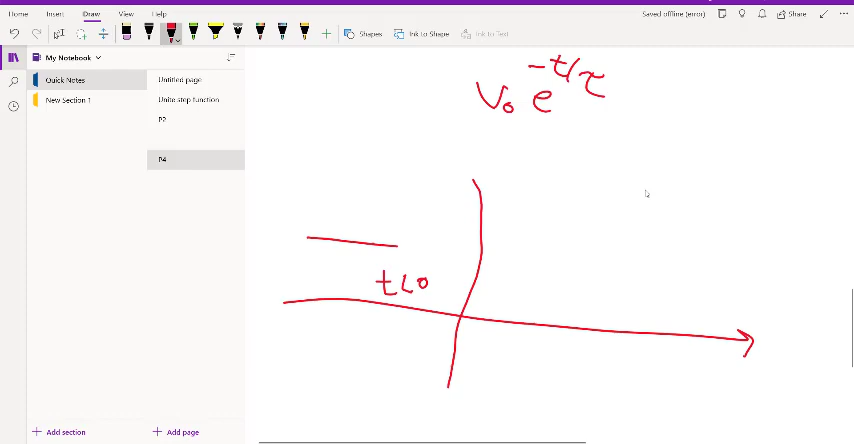 Home Insert Draw View Help
Saved offline (error) Share
Shapes Ink to Shape Ink to Text
My Notebook
Quick Notes
New Section 1
Untitled page
Unite step function
P2
P4
V₀ e^(-t/τ)
t<0
Add section
Add page